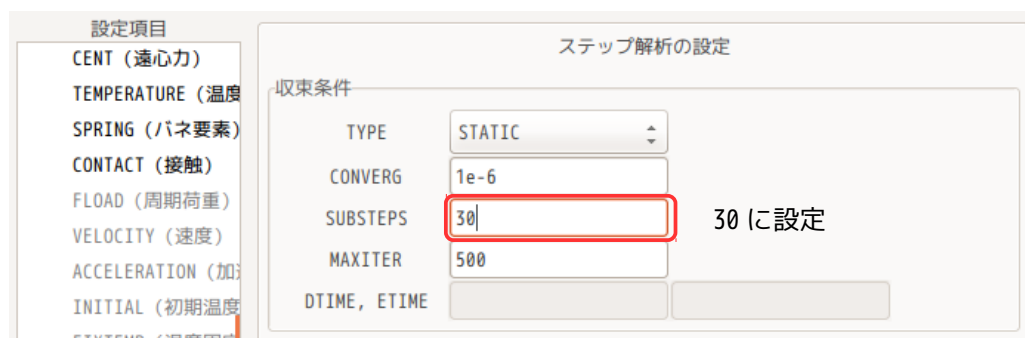 設定項目
CENT (遠心力)
TEMPERATURE (温度
SPRING (バネ要素)
CONTACT (接触)
FLOAD (周期荷重)
VELOCITY (速度)
ACCELERATION (加
INITIAL (初期温度
ステップ解析の設定
収束条件
TYPE STATIC
CONVERG 1e-6
SUBSTEPS 30 30に設定
MAXITER 500
DTIME, ETIME